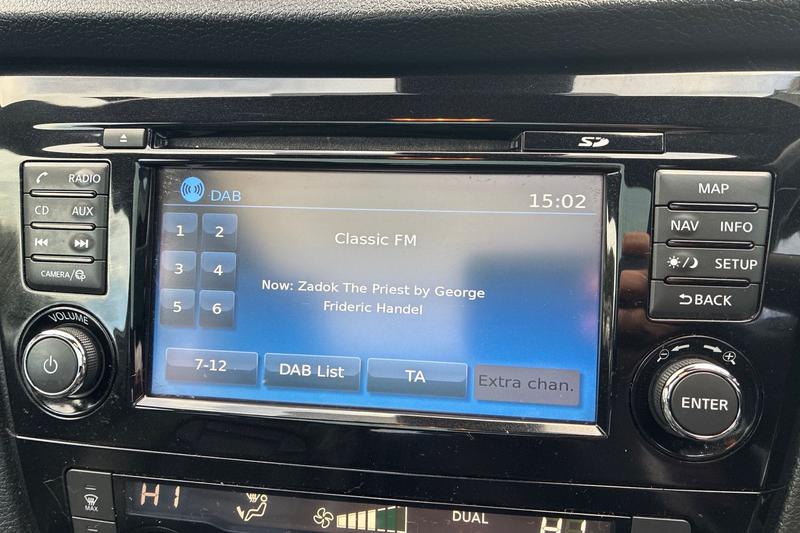 SD
RADIO
CD AUX
CAMERA/
VOLUME
DAB
15:02
1 2
3 4
5 6
Classic FM
Now: Zadok The Priest by George
Frideric Handel
7-12
DAB List
TA
Extra chan.
MAP
NAV INFO
SETUP
BACK
ENTER
MAX
HI
DUAL
HI